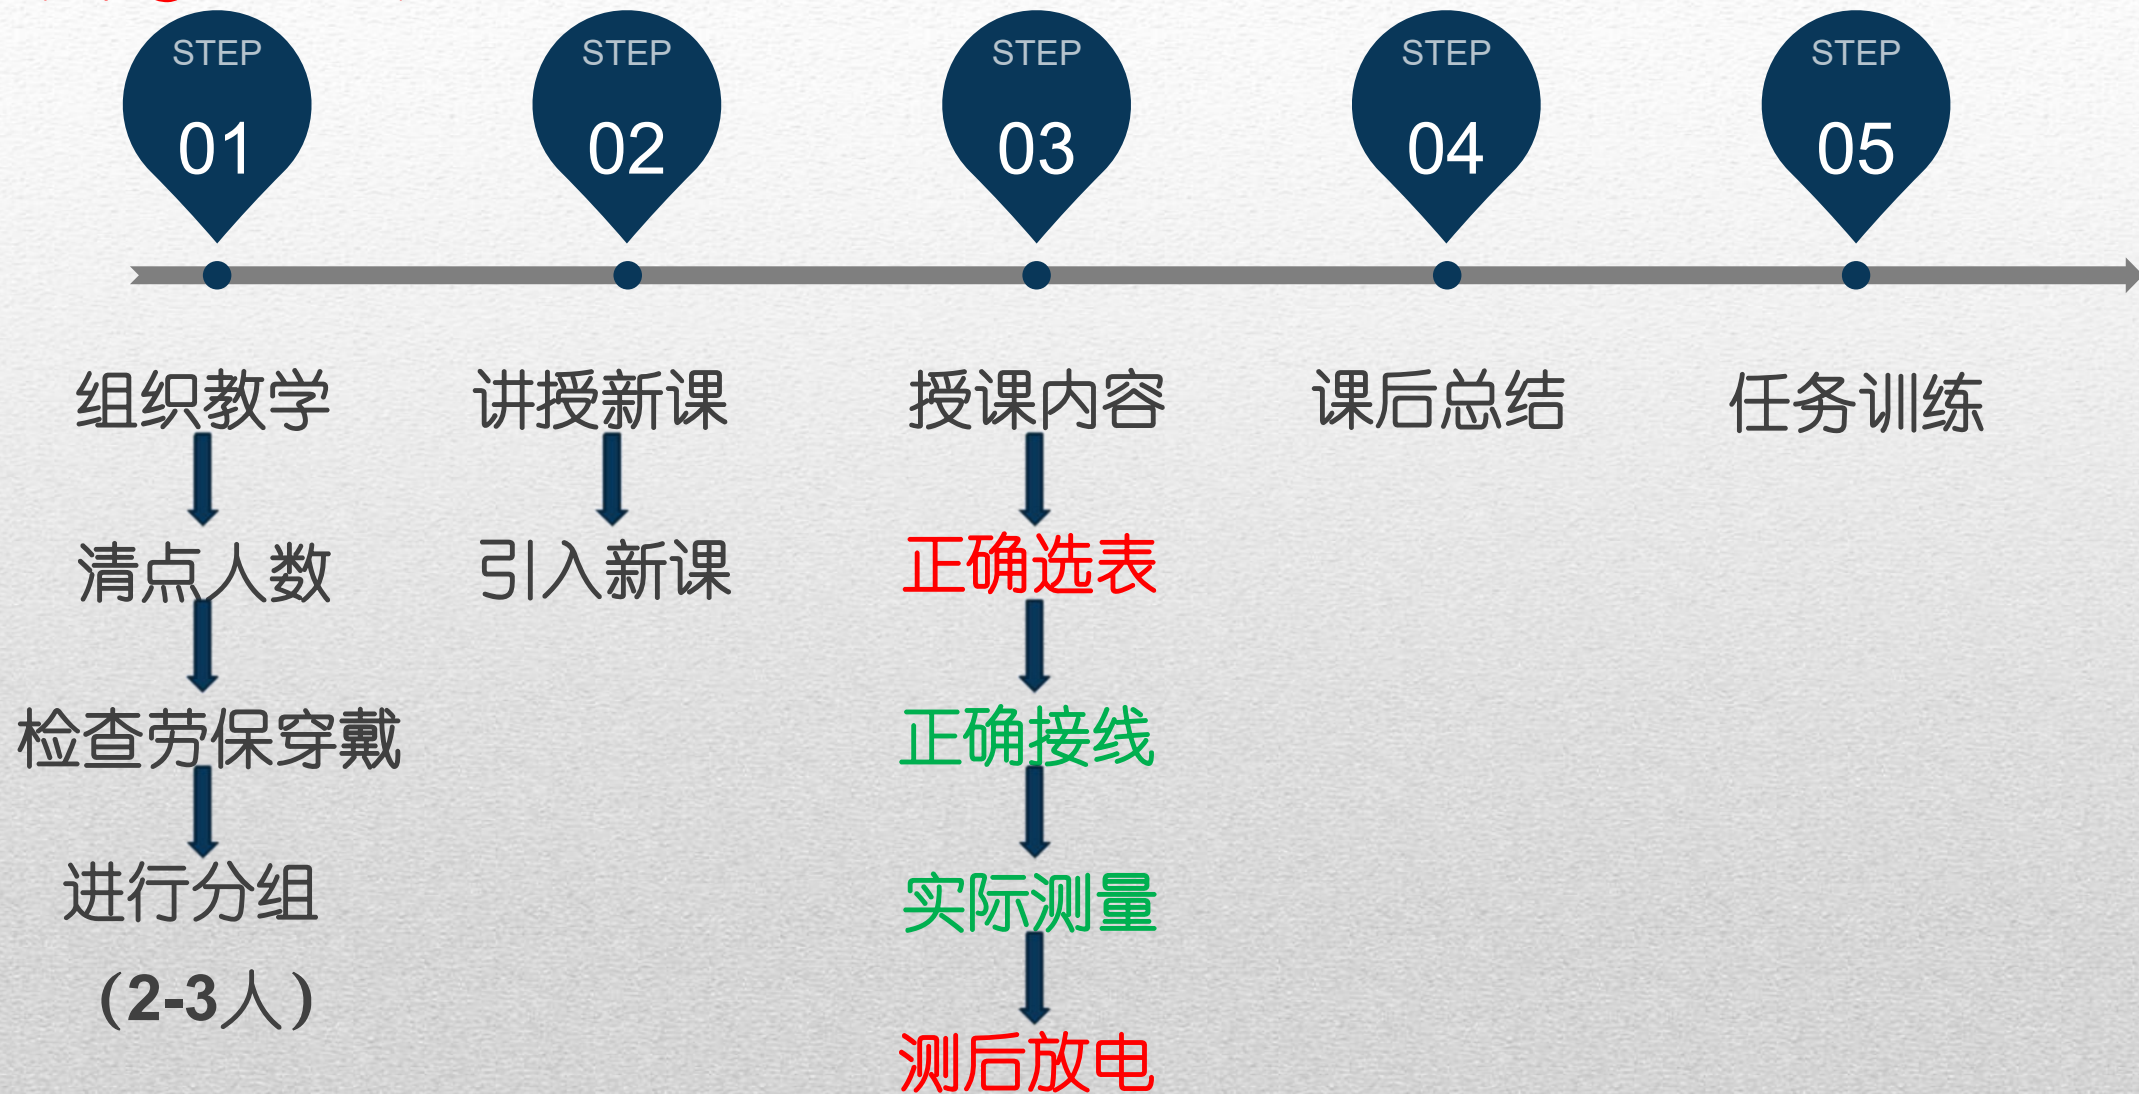 STEP
01
STEP
02
STEP
03
STEP
04
STEP
05
组织教学
清点人数
检查劳保穿戴
进行分组
(2-3人)
讲授新课
引入新课
授课内容
正确选表
正确接线
实际测量
测后放电
课后总结
任务训练